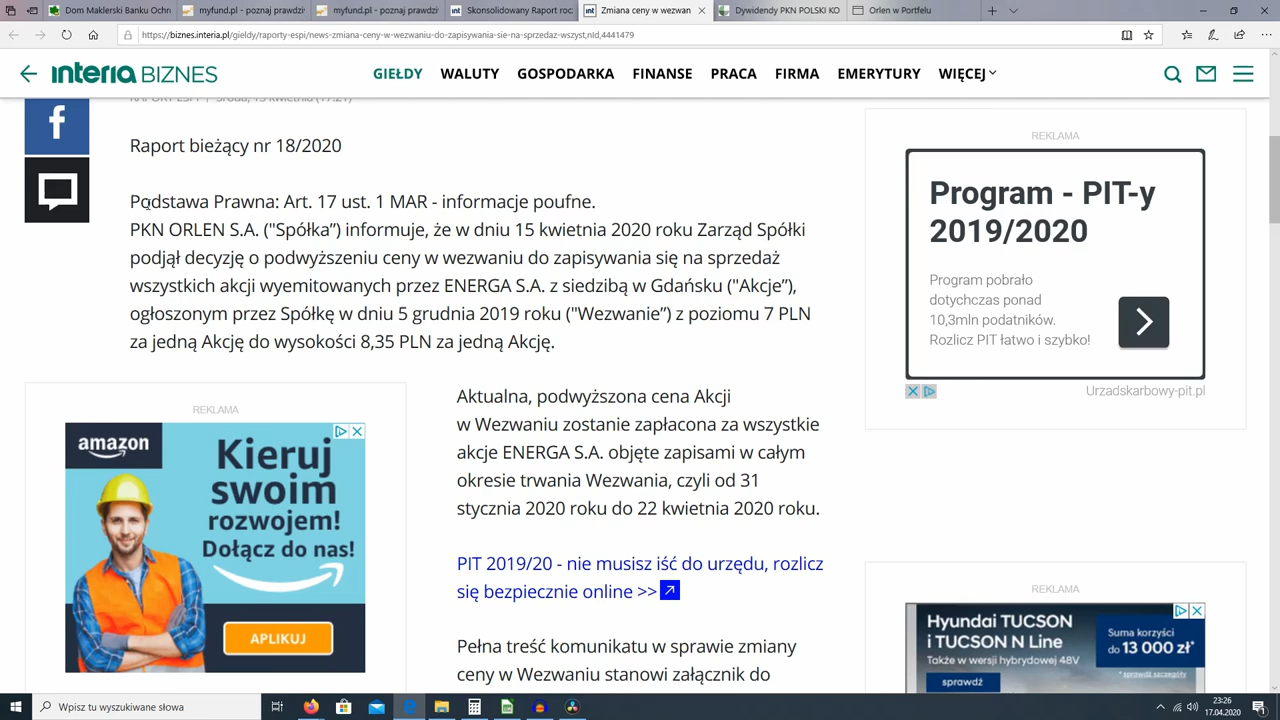 Dom Maklerski Banku Ochr
myfund.pl - poznaj prawdziw
myfund.pl - poznaj prawdzi
Skonsolidowany Raport roc
Zmiana ceny w wezwan
Dywidendy PKN POLSKI KO
Orlen w Portfelu
https://biznes.interia.pl/gieldy/raporty-espi/news-zmiana-ceny-w-wezwaniu-do-zapisywania-sie-na-sprzedaz-wszyst,nId,4441479
interia BIZNES
GIEŁDY WALUTY GOSPODARKA FINANSE PRACA FIRMA EMERYTURY WIĘCEJ
Raport bieżący nr 18/2020
Podstawa Prawna: Art. 17 ust. 1 MAR - informacje poufne.
PKN ORLEN S.A. ("Spółka”) informuje, że w dniu 15 kwietnia 2020 roku Zarząd Spółki
podjął decyzję o podwyższeniu ceny w wezwaniu do zapisywania się na sprzedaż
wszystkich akcji wyemitowanych przez ENERGA S.A. z siedzibą w Gdańsku ("Akcje”),
ogłoszonym przez Spółkę w dniu 5 grudnia 2019 roku ("Wezwanie”) z poziomu 7 PLN
za jedną Akcję do wysokości 8,35 PLN za jedną Akcję.
REKLAMA
amazon
Kieruj
swoim
rozwojem!
Dołącz do nas!
APLIKUJ
Aktualna, podwyższona cena Akcji
w Wezwaniu zostanie zapłacona za wszystkie
akcje ENERGA S.A. objęte zapisami w całym
okresie trwania Wezwania, czyli od 31
stycznia 2020 roku do 22 kwietnia 2020 roku.
PIT 2019/20 - nie musisz iść do urzędu, rozlicz
się bezpiecznie online >>
Pełna treść komunikatu w sprawie zmiany
ceny w Wezwaniu stanowi załącznik do
REKLAMA
Program - PIT-y
2019/2020
Program pobrało
dotychczas ponad
10,3mln podatników.
Rozlicz PIT łatwo i szybko!
Urzadskarbowy-pit.pl
REKLAMA
Hyundai TUCSON
i TUCSON N Line
Także w wersji hybrydowej 48V
sprawdź
Suma korzyści
do 13 000 zł*
* sprawdź szczegóły
Wpisz tu wyszukiwane słowa
23:26
17.04.2020